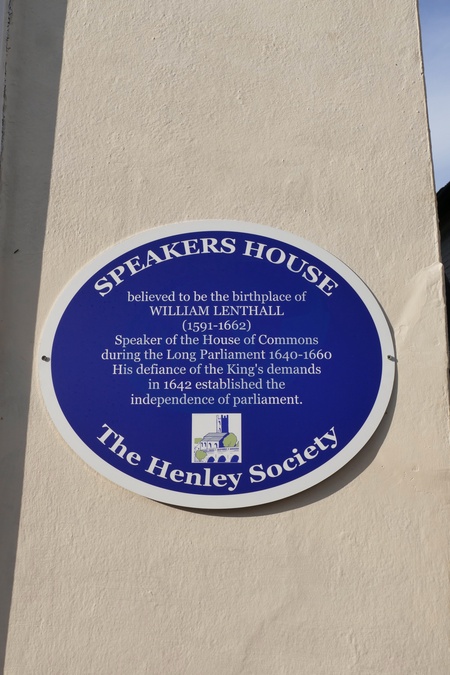 SPEAKERS HOUSE
believed to be the birthplace of
WILLIAM LENTHALL
(1591-1662)
Speaker of the House of Commons
during the Long Parliament 1640-1660
His defiance of the King's demands
in 1642 established the
independence of parliament.
The Henley Society